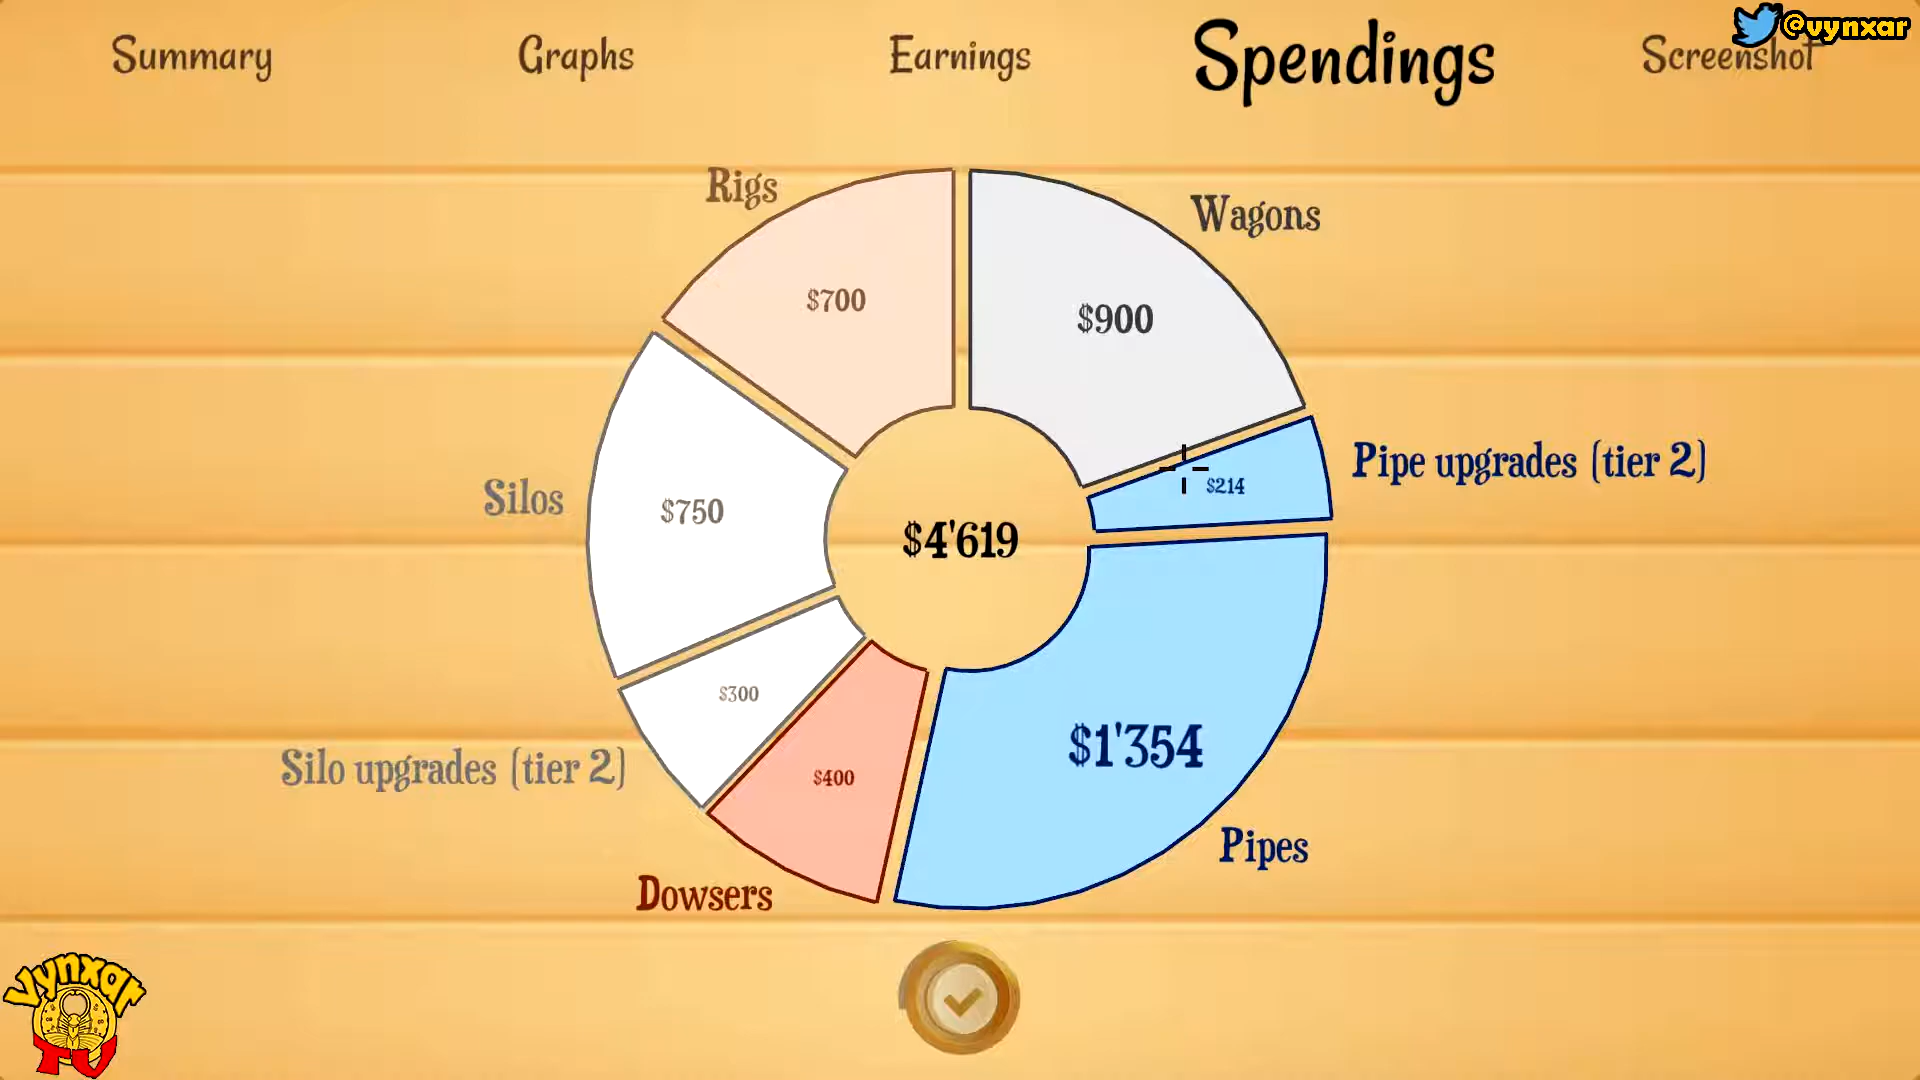 Summary
Graphs
Earnings
Spendings
Screenshot
@vynxar
Rigs
Wagons
$700
$900
Pipe upgrades (tier 2)
$214
Silos
$750
$4'619
$300
$1'354
Silo upgrades (tier 2)
$400
Pipes
Dowsers
Vynxar
TV